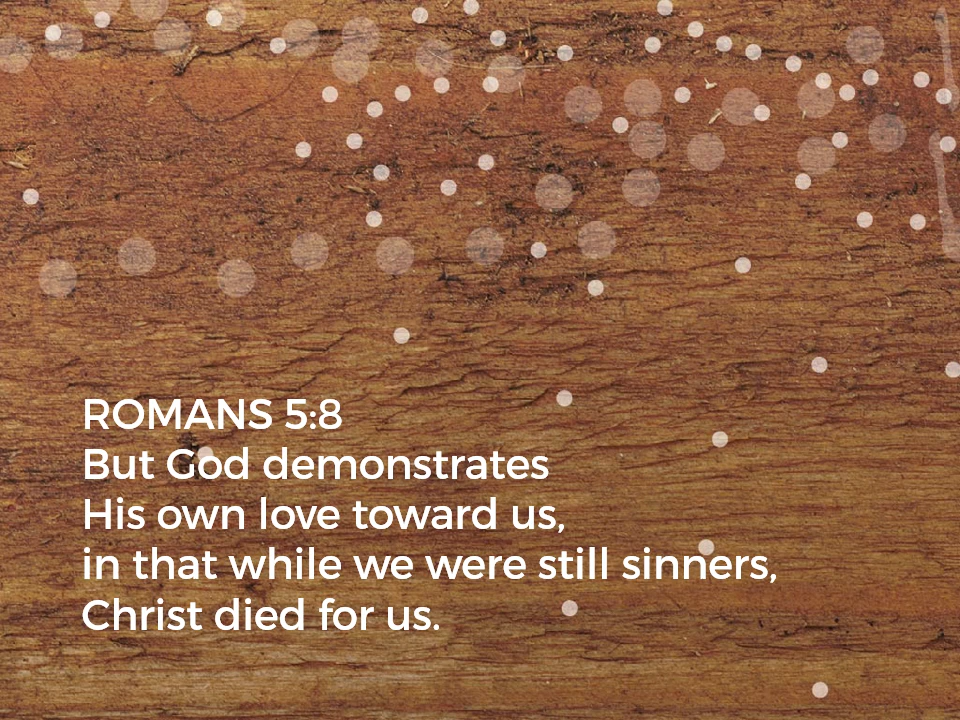 ROMANS 5:8
But God demonstrates
His own love toward us,
in that while we were still sinners,
Christ died for us.